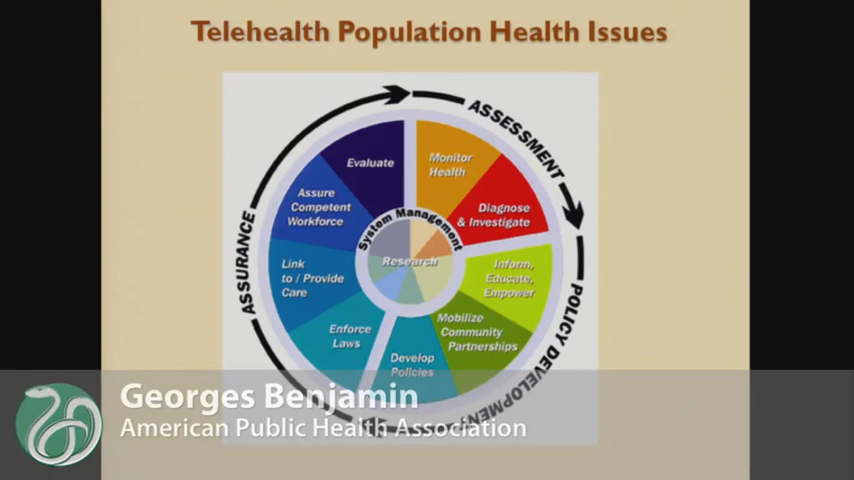 Telehealth Population Health Issues
ASSESSMENT
POLICY DEVELOPMENT
ASSURANCE
Evaluate
Monitor
Health
Assure
Competent
Workforce
Diagnose
& Investigate
System Management
Research
Link
to / Provide
Care
Inform,
Educate,
Empower
Enforce
Laws
Mobilize
Community
Partnerships
Develop
Policies
Georges Benjamin
American Public Health Association